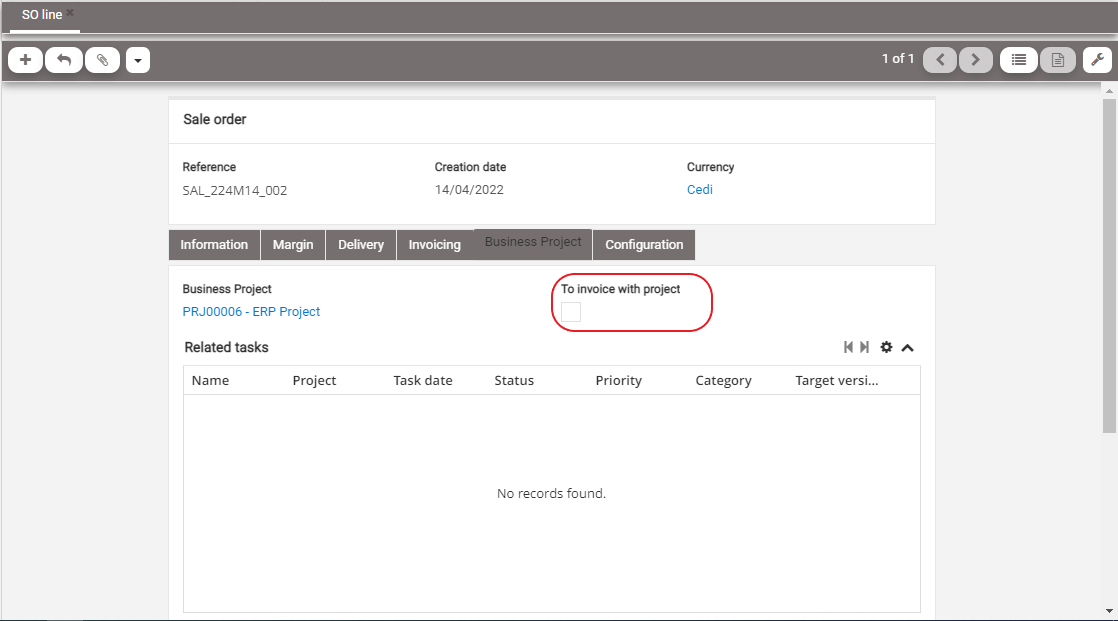 SO line
1 of 1
Sale order
Reference Creation date Currency
SAL_224M14_002 14/04/2022 Cedi
Information Margin Delivery Invoicing Business Project Configuration
Business Project To invoice with project
PRJ00006 - ERP Project
Related tasks
Name Project Task date Status Priority Category Target versi...
No records found.